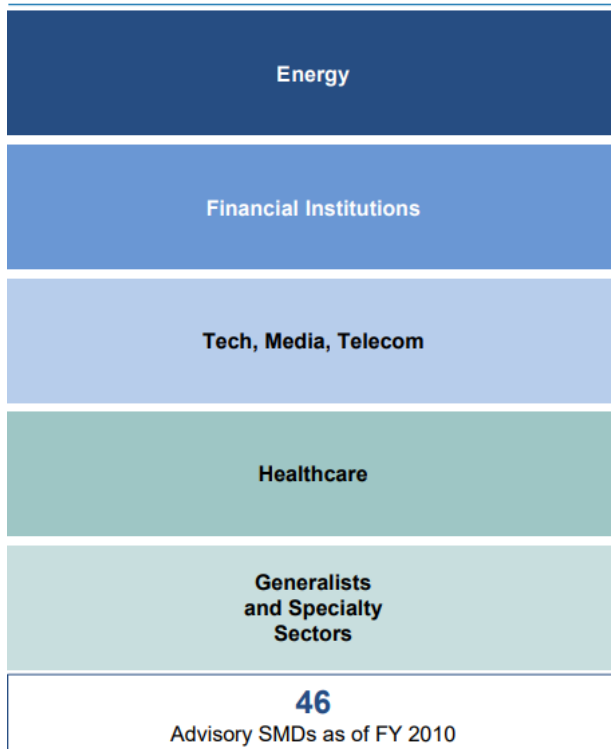 Energy
Financial Institutions
Tech, Media, Telecom
Healthcare
Generalists
and Specialty
Sectors
46
Advisory SMDs as of FY 2010